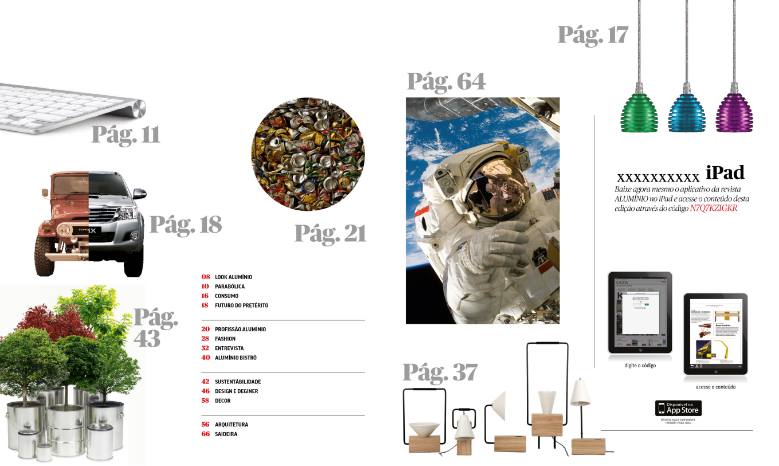 Pág. 17
Pág. 64
Pág. 11
xxxxxxxxxx iPad
Baixe agora mesmo o aplicativo da revista
ALUMÍNIO no iPad e acesse o conteúdo desta
edição através do código N7Q7KZ1GKR
Pág. 18
Pág. 21
08 LOOK ALUMÍNIO
10 PARABÓLICA
16 CONSUMO
18 FUTURO DO PRETÉRITO
Pág.
43
20 PROFISSÃO ALUMÍNIO
28 FASHION
32 ENTREVISTA
40 ALUMÍNIO BISTRÔ
Pág. 37
digite o código
42 SUSTENTÁBILIDADE
46 DESIGN E DEGINER
58 DECOR
acesse o conteúdo
Disponível na
App Store
56 ARQUITETURA
66 SAIDEIRA